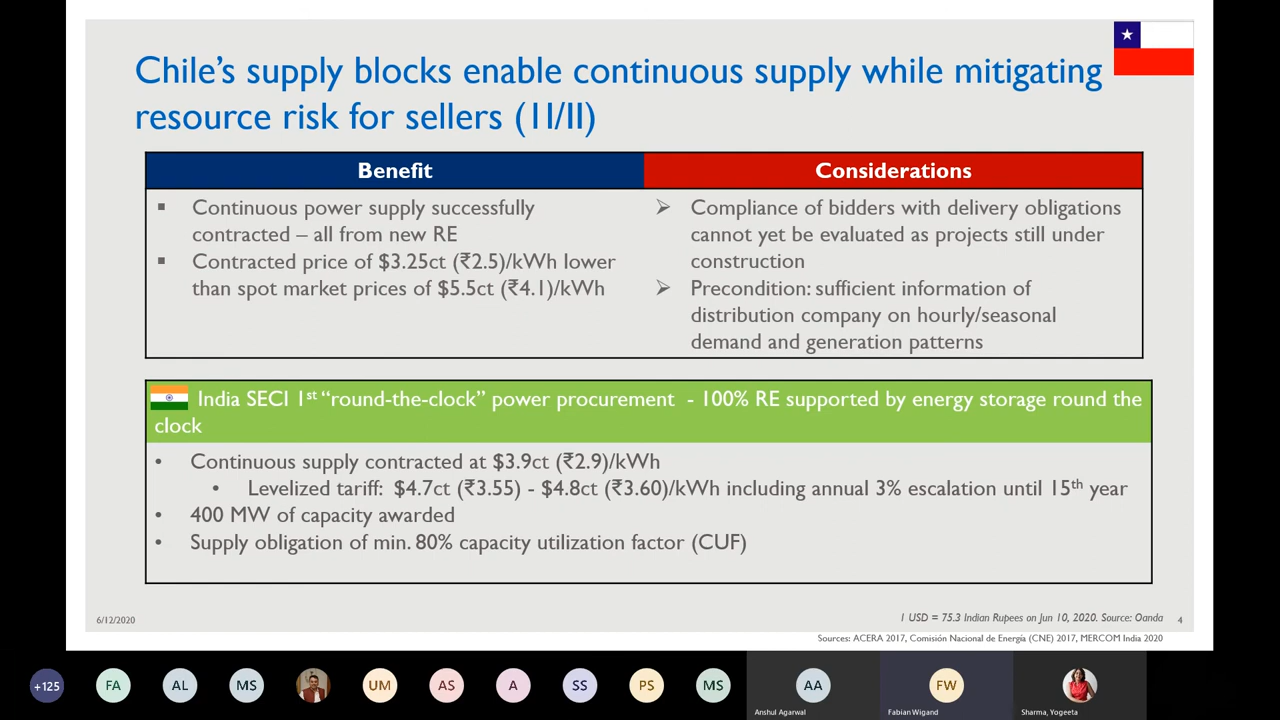 Chile's supply blocks enable continuous supply while mitigating
resource risk for sellers (1I/II)
Benefit
Considerations
▪ Continuous power supply successfully
contracted – all from new RE
▪ Contracted price of $3.25ct (₹2.5)/kWh lower
than spot market prices of $5.5ct (₹4.1)/kWh
➢ Compliance of bidders with delivery obligations
cannot yet be evaluated as projects still under
construction
➢ Precondition: sufficient information of
distribution company on hourly/seasonal
demand and generation patterns
India SECI 1st "round-the-clock" power procurement - 100% RE supported by energy storage round the
clock
• Continuous supply contracted at $3.9ct (₹2.9)/kWh
• Levelized tariff: $4.7ct (₹3.55) - $4.8ct (₹3.60)/kWh including annual 3% escalation until 15th year
• 400 MW of capacity awarded
• Supply obligation of min. 80% capacity utilization factor (CUF)
6/12/2020
1 USD = 75.3 Indian Rupees on Jun 10, 2020. Source: Oanda
4
Sources: ACERA 2017, Comisión Nacional de Energía (CNE) 2017, MERCOM India 2020
+125 FA AL MS UM AS A SS PS MS AA FW
Anshul Agarwal
Fabian Wigand
Sharma, Yogeeta